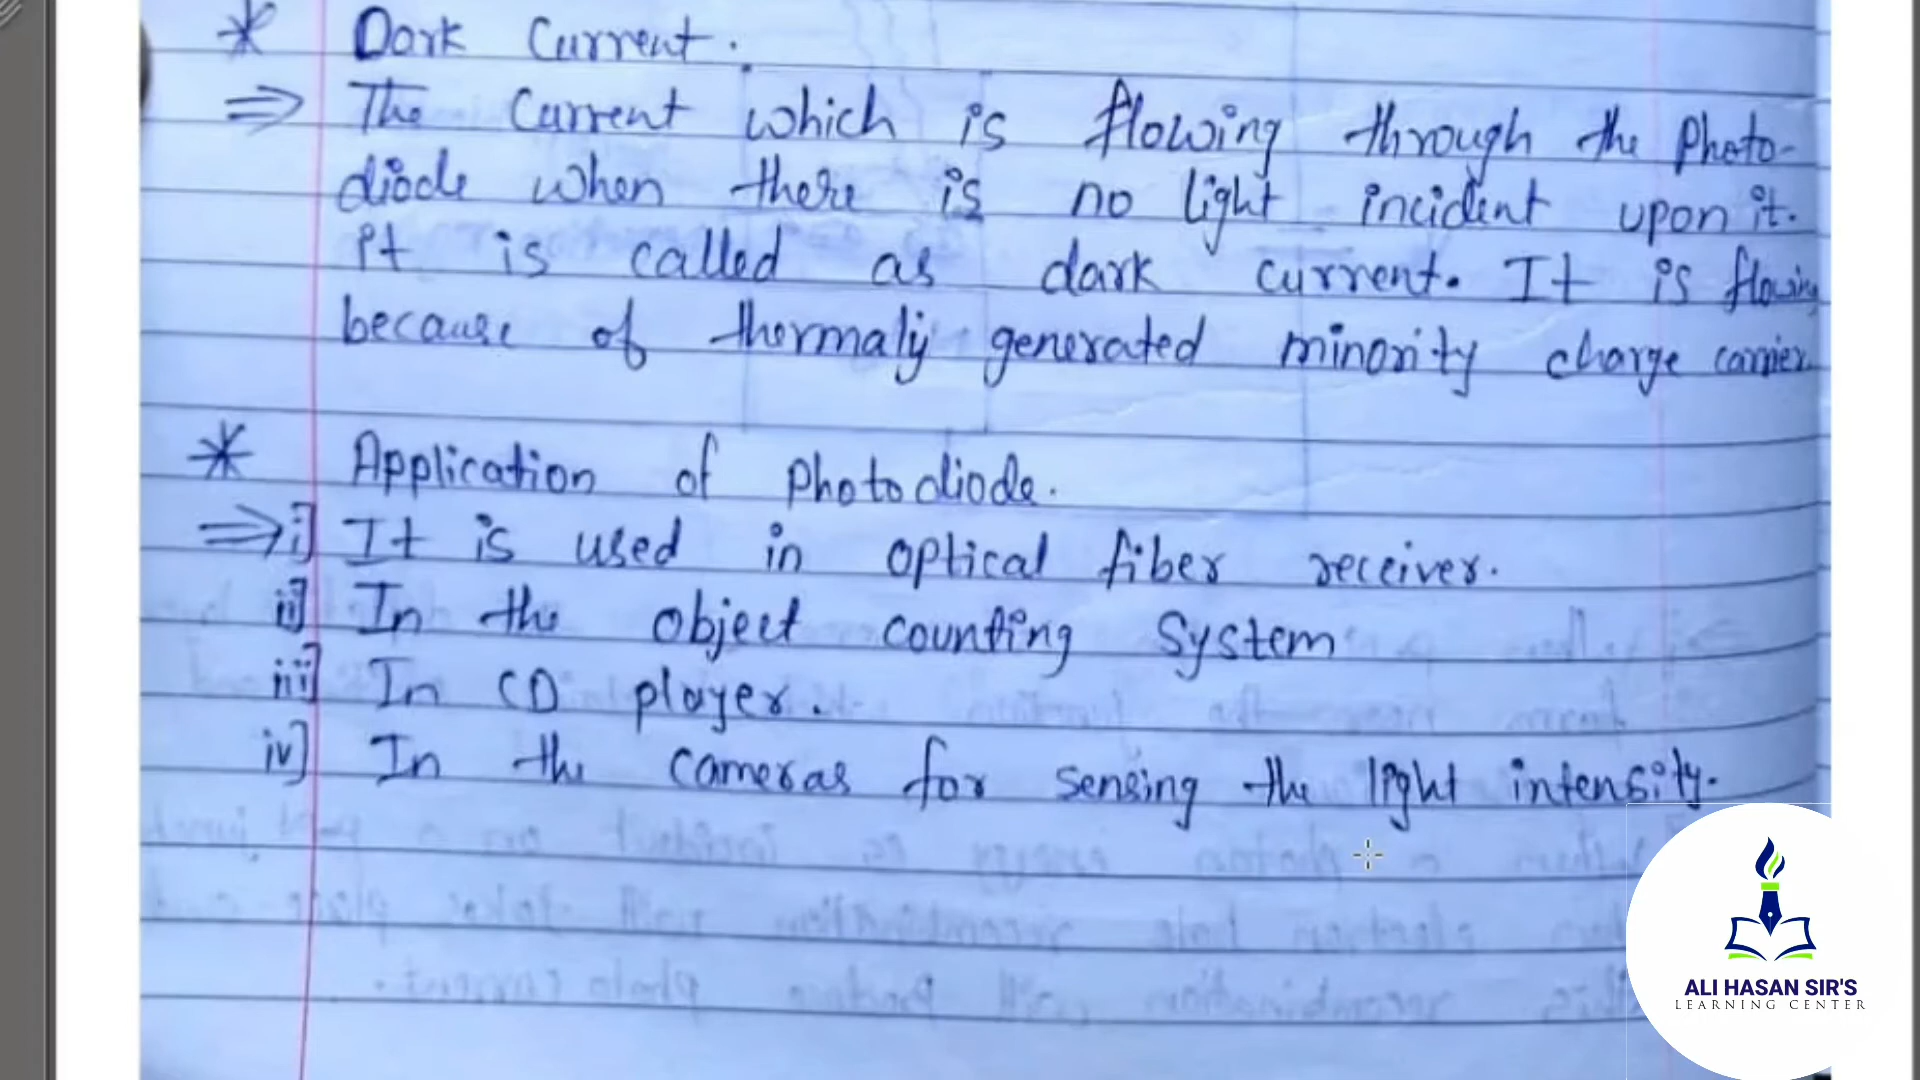 * Dark Current.
⇒ The Current which is flowing through the Photo-
diode when there is no light incident upon it.
it is called as dark current. It is flowing
because of thermaly generated minority charge carrier
* Application of photodiode.
⇒ i] It is used in optical fiber receiver.
ii] In the object counting System
iii] In CD player.
iv] In the cameras for sensing the light intensity.
ALI HASAN SIR'S
LEARNING CENTER